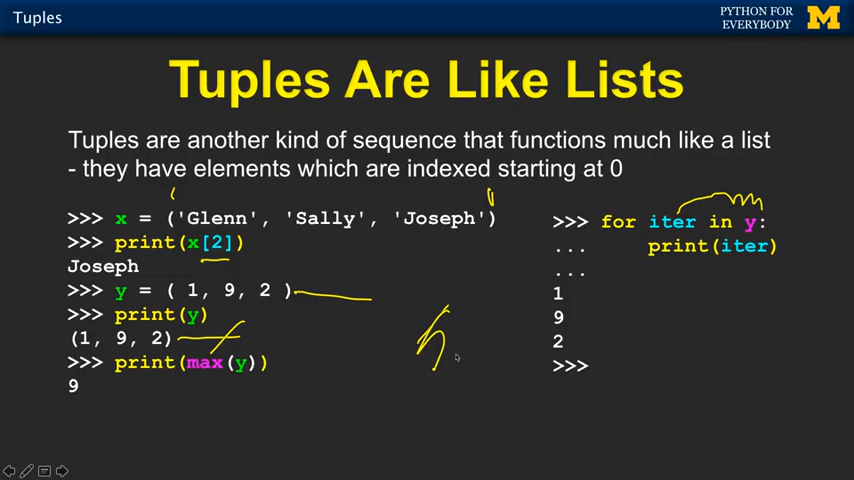 Tuples
PYTHON FOR
EVERYBODY
M
Tuples Are Like Lists
Tuples are another kind of sequence that functions much like a list
- they have elements which are indexed starting at 0
>>> x = ('Glenn', 'Sally', 'Joseph')
>>> print(x[2])
Joseph
>>> y = ( 1, 9, 2 )
>>> print(y)
(1, 9, 2)
>>> print(max(y))
9
>>> for iter in y:
...     print(iter)
...
1
9
2
>>>